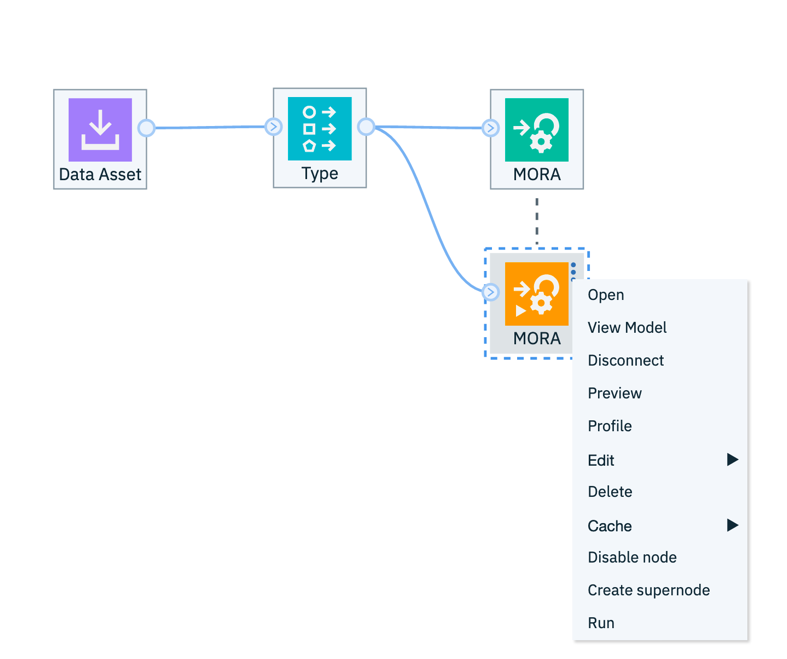 Data Asset
Type
MORA
MORA
Open
View Model
Disconnect
Preview
Profile
Edit
Delete
Cache
Disable node
Create supernode
Run